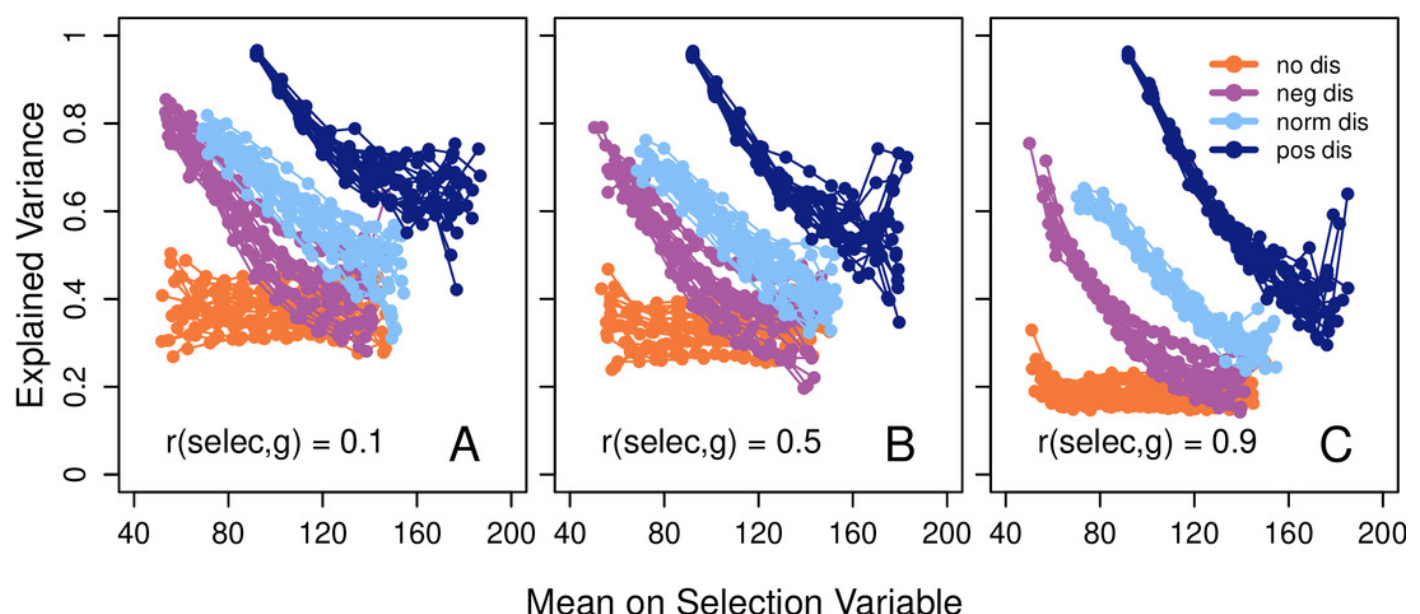 Explained Variance
1
0.8
0.6
0.4
0.2
0
r(selec,g) = 0.1
A
40 80 120 160 200
r(selec,g) = 0.5
B
40 80 120 160 200
no dis
neg dis
norm dis
pos dis
r(selec,g) = 0.9
C
40 80 120 160 200
Mean on Selection Variable